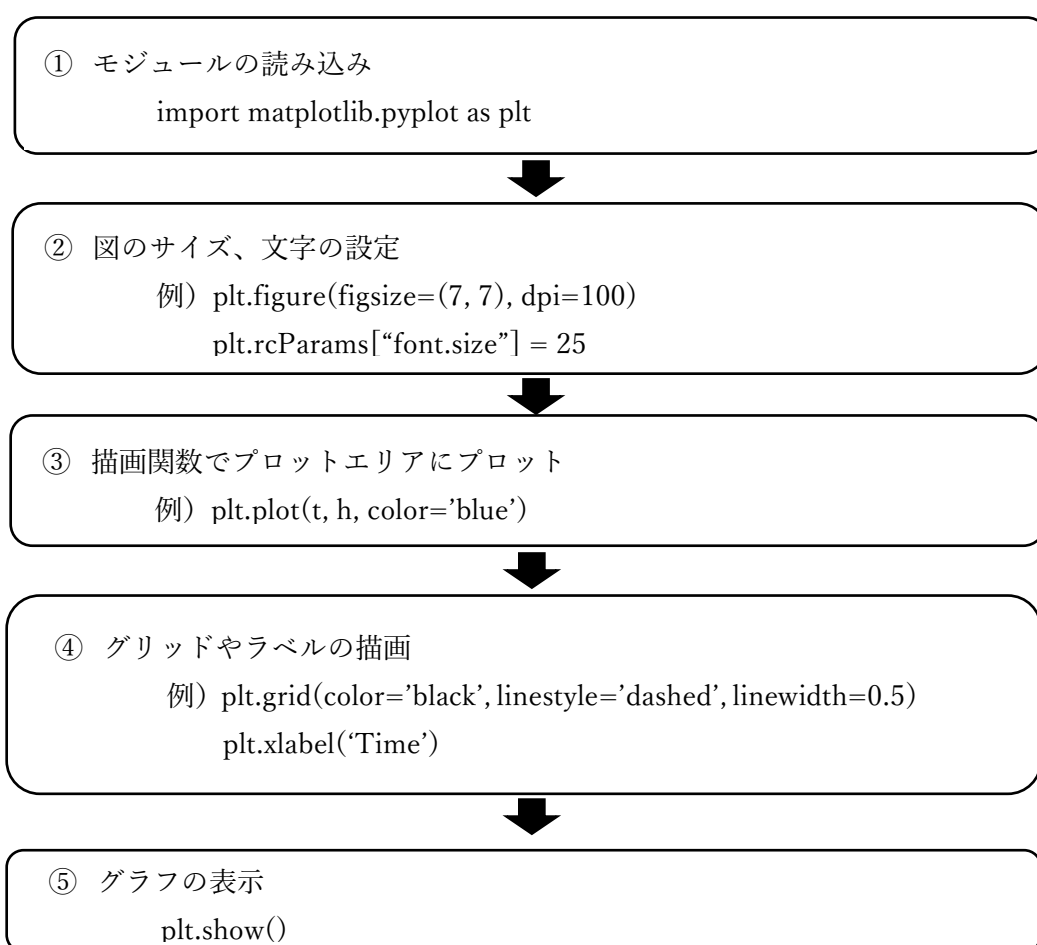 ① モジュールの読み込み
import matplotlib.pyplot as plt
② 図のサイズ、文字の設定
例）plt.figure(figsize=(7, 7), dpi=100)
plt.rcParams[“font.size”] = 25
③ 描画関数でプロットエリアにプロット
例）plt.plot(t, h, color=’blue’)
④ グリッドやラベルの描画
例）plt.grid(color=’black’, linestyle=’dashed’, linewidth=0.5)
plt.xlabel(‘Time’)
⑤ グラフの表示
plt.show()